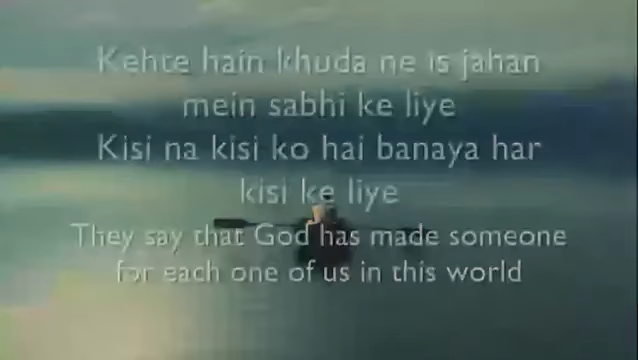 Kehte hain khuda ne is jahan
mein sabhi ke liye
Kisi na kisi ko hai banaya har
kisi ke liye
They say that God has made someone
for each one of us in this world